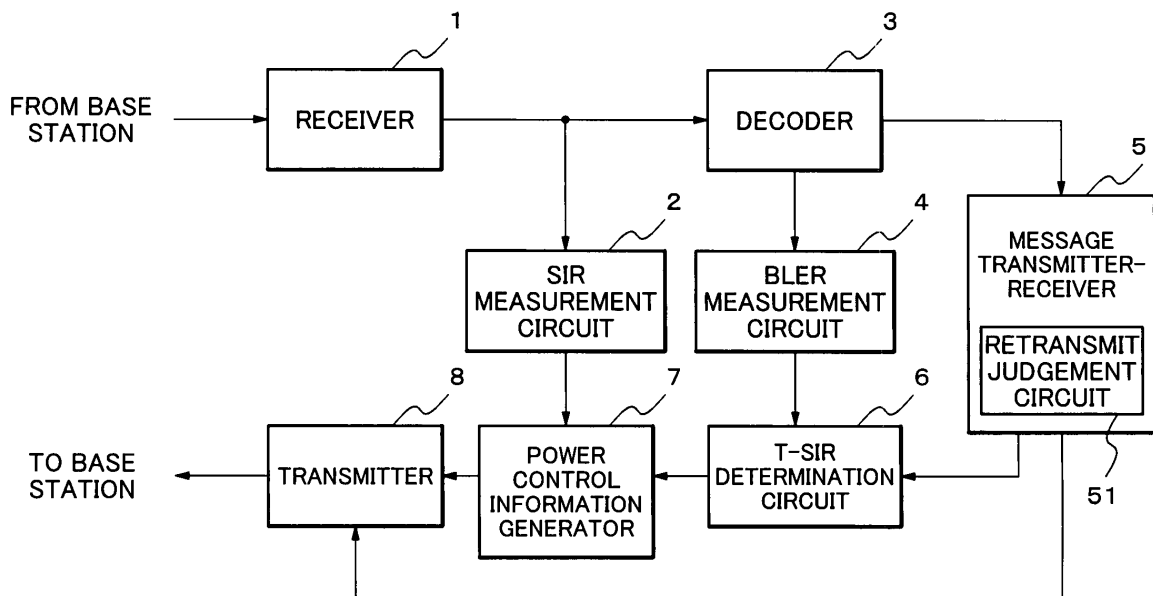 1
3
FROM BASE
STATION
RECEIVER
DECODER
5
2
4
MESSAGE
TRANSMITTER-
RECEIVER
SIR
MEASUREMENT
CIRCUIT
BLER
MEASUREMENT
CIRCUIT
RETRANSMIT
JUDGEMENT
CIRCUIT
8
7
6
51
TO BASE
STATION
TRANSMITTER
POWER
CONTROL
INFORMATION
GENERATOR
T-SIR
DETERMINATION
CIRCUIT